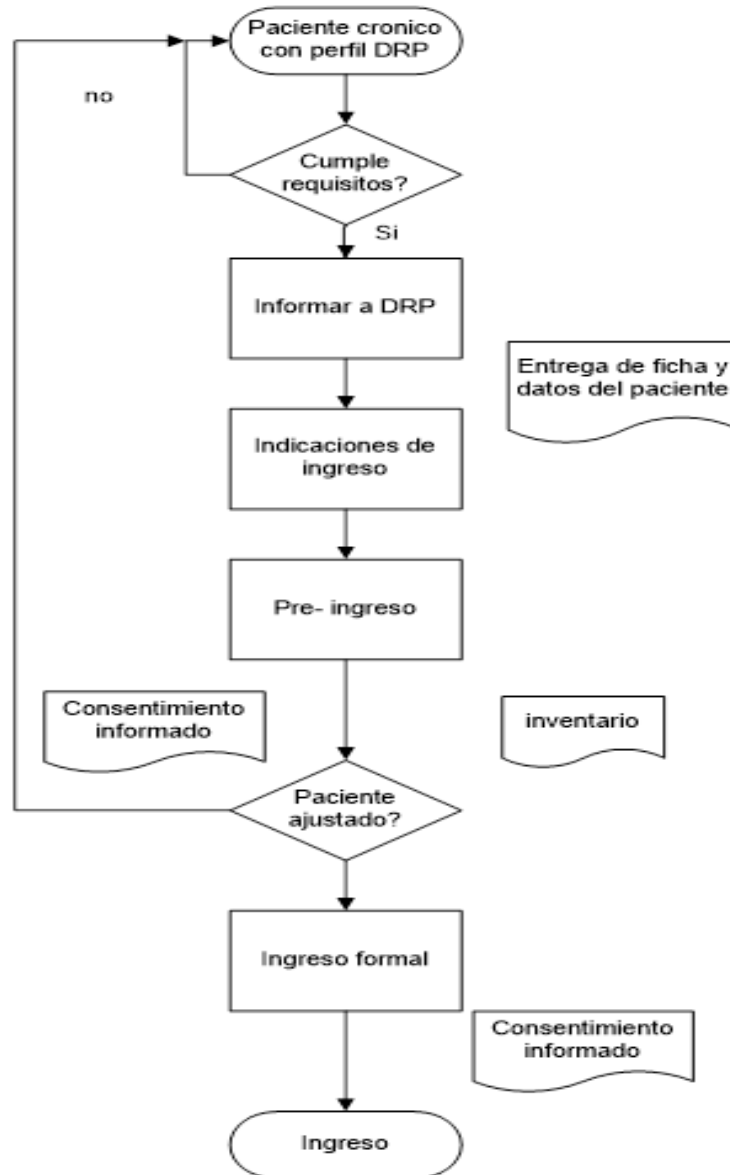 Paciente cronico
con perfil DRP
no
Cumple
requisitos?
Si
Informar a DRP
Entrega de ficha y
datos del paciente
Indicaciones de
ingreso
Pre- ingreso
Consentimiento
informado
inventario
Paciente
ajustado?
Ingreso formal
Consentimiento
informado
Ingreso